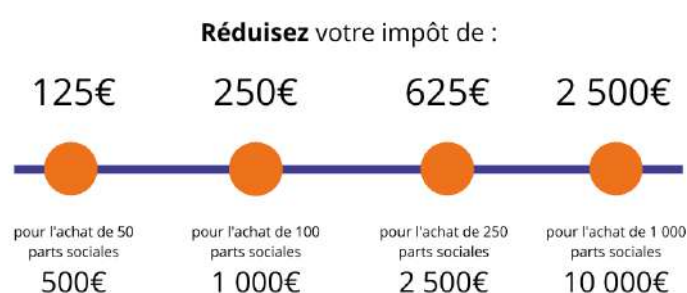 Réduisez votre impôt de :
125€
250€
625€
2 500€
pour l'achat de 50
parts sociales
500€
pour l'achat de 100
parts sociales
1 000€
pour l'achat de 250
parts sociales
2 500€
pour l'achat de 1 000
parts sociales
10 000€